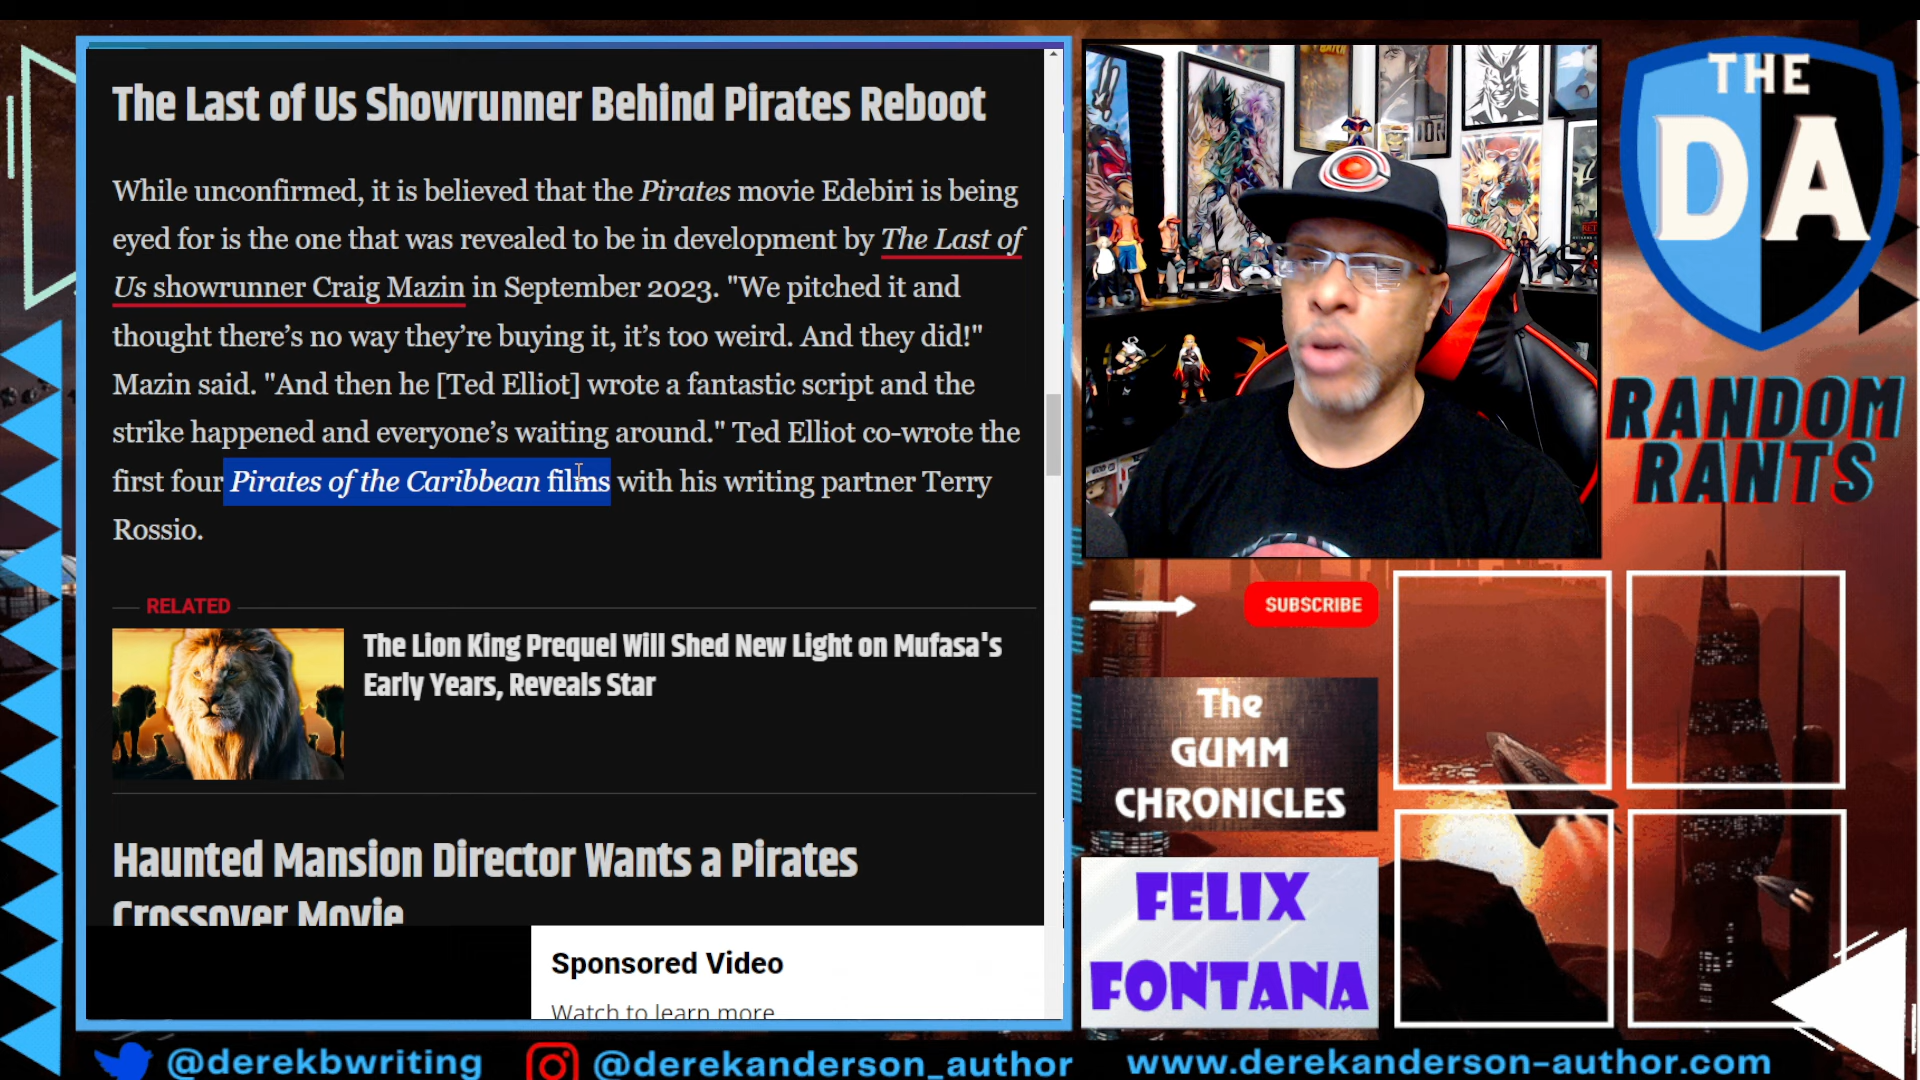 The Last of Us Showrunner Behind Pirates Reboot
While unconfirmed, it is believed that the Pirates movie Edebiri is being
eyed for is the one that was revealed to be in development by The Last of
Us showrunner Craig Mazin in September 2023. "We pitched it and
thought there’s no way they’re buying it, it’s too weird. And they did!"
Mazin said. "And then he [Ted Elliot] wrote a fantastic script and the
strike happened and everyone’s waiting around." Ted Elliot co-wrote the
first four Pirates of the Caribbean films with his writing partner Terry
Rossio.
RELATED
The Lion King Prequel Will Shed New Light on Mufasa's
Early Years, Reveals Star
Haunted Mansion Director Wants a Pirates
Crossover Movie
Sponsored Video
Watch to learn more
THE
DA
RANDOM
RANTS
SUBSCRIBE
The
GUMM
CHRONICLES
FELIX
FONTANA
@derekbwriting
@derekanderson_author
www.derekanderson-author.com